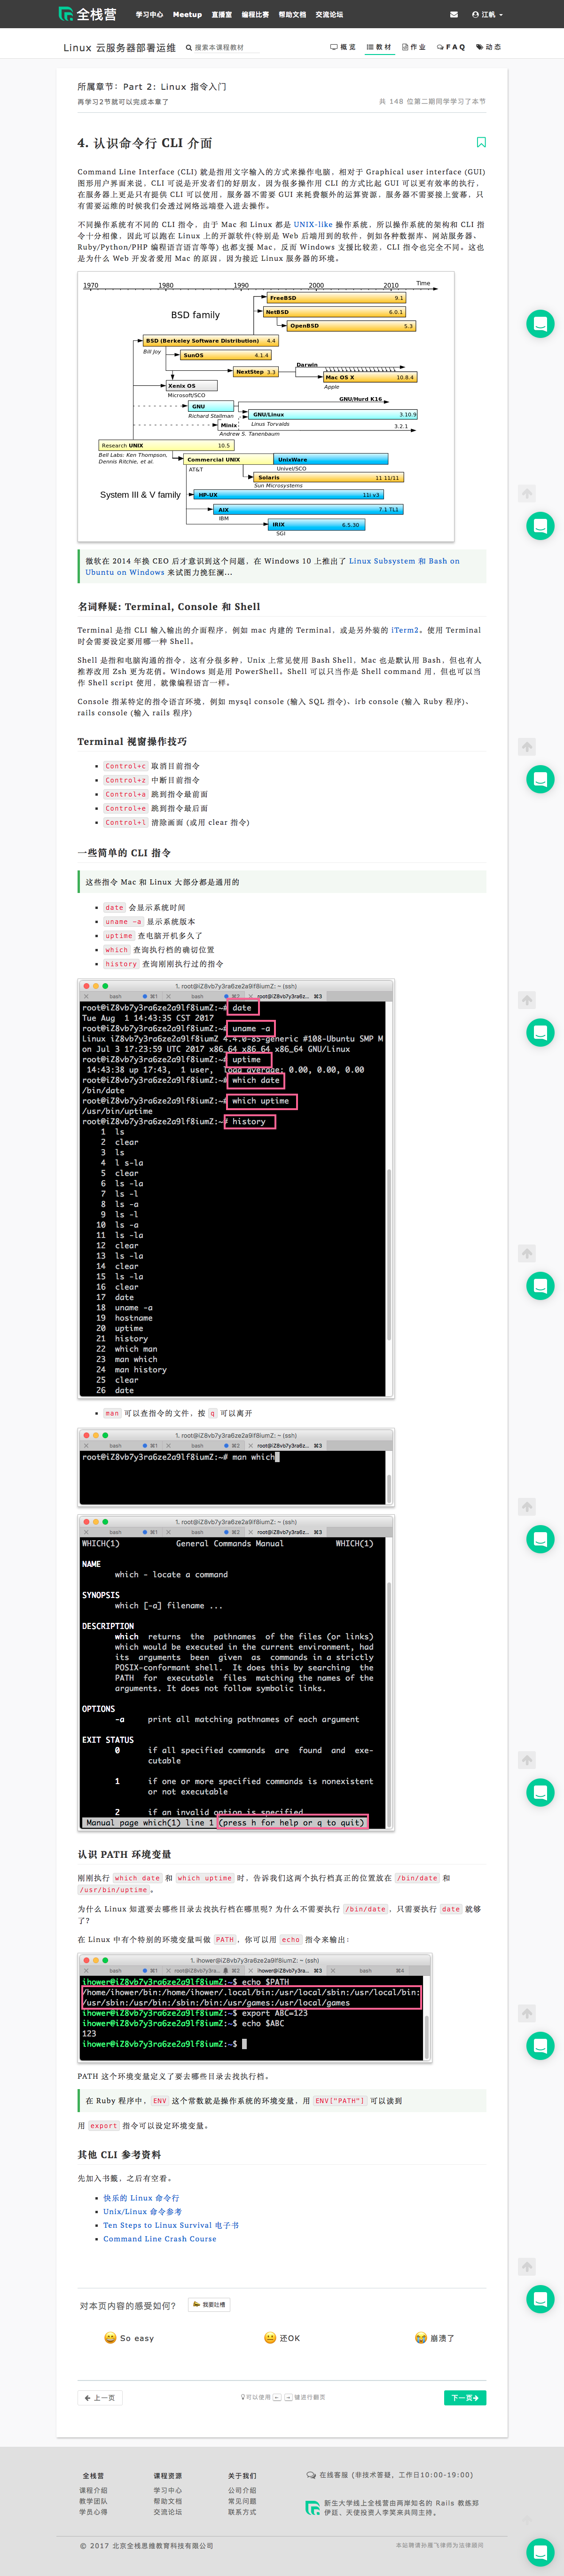 全栈营 学习中心 Meetup 直播室 编程比赛 帮助文档 交流论坛 江帆
Linux 云服务器部署运维 搜索本课程教材 概览 教材 作业 FAQ 动态
所属章节：Part 2: Linux 指令入门
再学习2节就可以完成本章了 共 148 位第二期同学学习了本节
4. 认识命令行 CLI 介面
Command Line Interface (CLI) 就是指用文字输入的方式来操作电脑，相对于 Graphical user interface (GUI)
图形用户界面来说，CLI 可说是开发者们的好朋友，因为很多操作用 CLI 的方式比起 GUI 可以更有效率的执行，
在服务器上更是只有提供 CLI 可以使用，服务器不需要 GUI 来耗费额外的运算资源，服务器不需要接上萤幕，只
有需要运维的时候我们会透过网络远端登入进去操作。
不同操作系统有不同的 CLI 指令，由于 Mac 和 Linux 都是 UNIX-like 操作系统，所以操作系统的架构和 CLI 指
令十分相像，因此可以跑在 Linux 上的开源软件(特别是 Web 后端用到的软件，例如各种数据库、网站服务器、
Ruby/Python/PHP 编程语言语言等等) 也都支援 Mac，反而 Windows 支援比较差，CLI 指令也完全不同。这也
是为什么 Web 开发者爱用 Mac 的原因，因为接近 Linux 服务器的环境。
1970 1980 1990 2000 2010 Time
FreeBSD 9.1
BSD family
NetBSD 6.0.1
OpenBSD 5.3
BSD (Berkeley Software Distribution) 4.4
Bill Joy
SunOS 4.1.4
NextStep 3.3
Darwin
Mac OS X 10.8.4
Apple
Xenix OS
Microsoft/SCO
GNU
GNU/Hurd K16
Richard Stallman
GNU/Linux 3.10.9
Linus Torvalds
Minix 3.2.1
Andrew S. Tanenbaum
Research UNIX 10.5
Bell Labs: Ken Thompson,
Dennis Ritchie, et al.
Commercial UNIX
AT&T
UnixWare
Univel/SCO
Solaris 11 11/11
Sun Microsystems
System III & V family
HP-UX 11i v3
AIX 7.1 TL1
IBM
IRIX 6.5.30
SGI
微软在 2014 年换 CEO 后才意识到这个问题，在 Windows 10 上推出了 Linux Subsystem 和 Bash on
Ubuntu on Windows 来试图力挽狂澜...
名词释疑: Terminal, Console 和 Shell
Terminal 是指 CLI 输入输出的介面程序，例如 mac 内建的 Terminal，或是另外装的 iTerm2。使用 Terminal
时会需要设定要用哪一种 Shell。
Shell 是指和电脑沟通的指令，这有分很多种，Unix 上常见使用 Bash Shell，Mac 也是默认用 Bash，但也有人
推荐改用 Zsh 更为花俏。Windows 则是用 PowerShell。Shell 可以只当作是 Shell command 用，但也可以当
作 Shell script 使用，就像编程语言一样。
Console 指某特定的指令语言环境，例如 mysql console (输入 SQL 指令)、irb console (输入 Ruby 程序)、
rails console (输入 rails 程序)
Terminal 视窗操作技巧
Control+c 取消目前指令
Control+z 中断目前指令
Control+a 跳到指令最前面
Control+e 跳到指令最后面
Control+l 清除画面 (或用 clear 指令)
一些简单的 CLI 指令
这些指令 Mac 和 Linux 大部分都是通用的
date 会显示系统时间
uname -a 显示系统版本
uptime 查电脑开机多久了
which 查询执行档的确切位置
history 查询刚刚执行过的指令
1. root@iZ8vb7y3ra6ze2a9lf8iumZ: ~ (ssh)
bash ⌘1 bash ⌘2 root@iZ8vb7y3ra6ze2a9lf... ⌘3
root@iZ8vb7y3ra6ze2a9lf8iumZ:~# date
Tue Aug  1 14:43:35 CST 2017
root@iZ8vb7y3ra6ze2a9lf8iumZ:~# uname -a
Linux iZ8vb7y3ra6ze2a9lf8iumZ 4.4.0-85-generic #108-Ubuntu SMP M
on Jul 3 17:23:59 UTC 2017 x86_64 x86_64 x86_64 GNU/Linux
root@iZ8vb7y3ra6ze2a9lf8iumZ:~# uptime
14:43:38 up 17:43,  1 user,  load average: 0.00, 0.00, 0.00
root@iZ8vb7y3ra6ze2a9lf8iumZ:~# which date
/bin/date
root@iZ8vb7y3ra6ze2a9lf8iumZ:~# which uptime
/usr/bin/uptime
root@iZ8vb7y3ra6ze2a9lf8iumZ:~# history
1 ls
2 clear
3 ls
4 l s-la
5 clear
6 ls -la
7 ls -l
8 ls -a
9 ls -l
10 ls -a
11 ls -la
12 clear
13 ls -la
14 clear
15 ls -la
16 clear
17 date
18 uname -a
19 hostname
20 uptime
21 history
22 which man
23 man which
24 man history
25 clear
26 date
man 可以查指令的文件，按 q 可以离开
1. root@iZ8vb7y3ra6ze2a9lf8iumZ: ~ (ssh)
bash ⌘1 bash ⌘2 root@iZ8vb7y3ra6ze2a9lf... ⌘3
root@iZ8vb7y3ra6ze2a9lf8iumZ:~# man which
1. root@iZ8vb7y3ra6ze2a9lf8iumZ: ~ (ssh)
bash ⌘1 bash ⌘2 root@iZ8vb7y3ra6ze2a9lf... ⌘3
WHICH(1) General Commands Manual WHICH(1)
NAME
which - locate a command
SYNOPSIS
which [-a] filename ...
DESCRIPTION
which returns the pathnames of the files (or links)
which would be executed in the current environment, had
its arguments been given as commands in a strictly
POSIX-conformant shell. It does this by searching the
PATH for executable files matching the names of the
arguments. It does not follow symbolic links.
OPTIONS
-a print all matching pathnames of each argument
EXIT STATUS
0 if all specified commands are found and exe-
cutable
1 if one or more specified commands is nonexistent
or not executable
2 if an invalid option is specified
Manual page which(1) line 1 (press h for help or q to quit)
认识 PATH 环境变量
刚刚执行 which date 和 which uptime 时，告诉我们这两个执行档真正的位置放在 /bin/date 和
/usr/bin/uptime。
为什么 Linux 知道要去哪些目录去找执行档在哪里呢? 为什么不需要执行 /bin/date，只需要执行 date 就够
了?
在 Linux 中有个特别的环境变量叫做 PATH，你可以用 echo 指令来输出:
1. ihower@iZ8vb7y3ra6ze2a9lf8iumZ: ~ (ssh)
bash ⌘1 root@iZ8vb7y3ra6ze2a9l... ⌘2 ihower@iZ8vb7y3ra6ze... ⌘3 bash ⌘4
ihower@iZ8vb7y3ra6ze2a9lf8iumZ:~$ echo $PATH
/home/ihower/bin:/home/ihower/.local/bin:/usr/local/sbin:/usr/local/bin:
/usr/sbin:/usr/bin:/sbin:/bin:/usr/games:/usr/local/games
ihower@iZ8vb7y3ra6ze2a9lf8iumZ:~$ export ABC=123
ihower@iZ8vb7y3ra6ze2a9lf8iumZ:~$ echo $ABC
123
ihower@iZ8vb7y3ra6ze2a9lf8iumZ:~$
PATH 这个环境变量定义了要去哪些目录去找执行档。
在 Ruby 程序中，ENV 这个常数就是操作系统的环境变量，用 ENV["PATH"] 可以读到
用 export 指令可以设定环境变量。
其他 CLI 参考资料
先加入书籤，之后有空看。
快乐的 Linux 命令行
Unix/Linux 命令参考
Ten Steps to Linux Survival 电子书
Command Line Crash Course
对本页内容的感受如何? 我要吐槽
So easy 还OK 崩溃了
上一页 可以使用 ← → 键进行翻页 下一页
全栈营 课程资源 关于我们 在线客服 (非技术答疑，工作日10:00-19:00)
课程介绍 学习中心 公司介绍
教学团队 帮助文档 常见问题 新生大学线上全栈营由两岸知名的 Rails 教练郑
学员心得 交流论坛 联系方式 伊廷、天使投资人李笑来共同主持。
© 2017 北京全栈思维教育科技有限公司 本站聘请孙雁飞律师为法律顾问